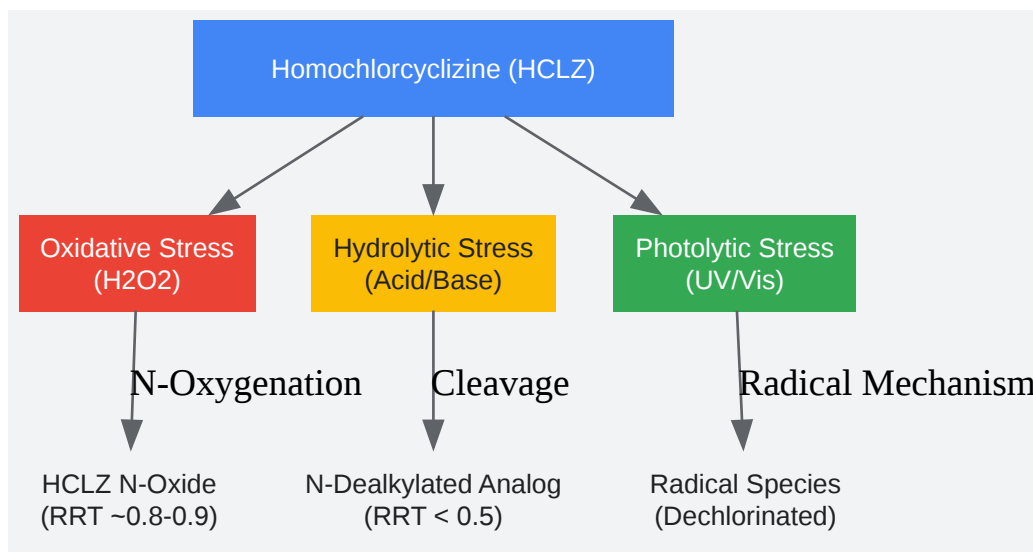 Homochlorcyclizine (HCLZ)
Oxidative Stress
(H2O2)
Hydrolytic Stress
(Acid/Base)
Photolytic Stress
(UV/Vis)
N-Oxygenation
Cleavage
Radical Mechanism
HCLZ N-Oxide
(RRT ~0.8-0.9)
N-Dealkylated Analog
(RRT < 0.5)
Radical Species
(Dechlorinated)